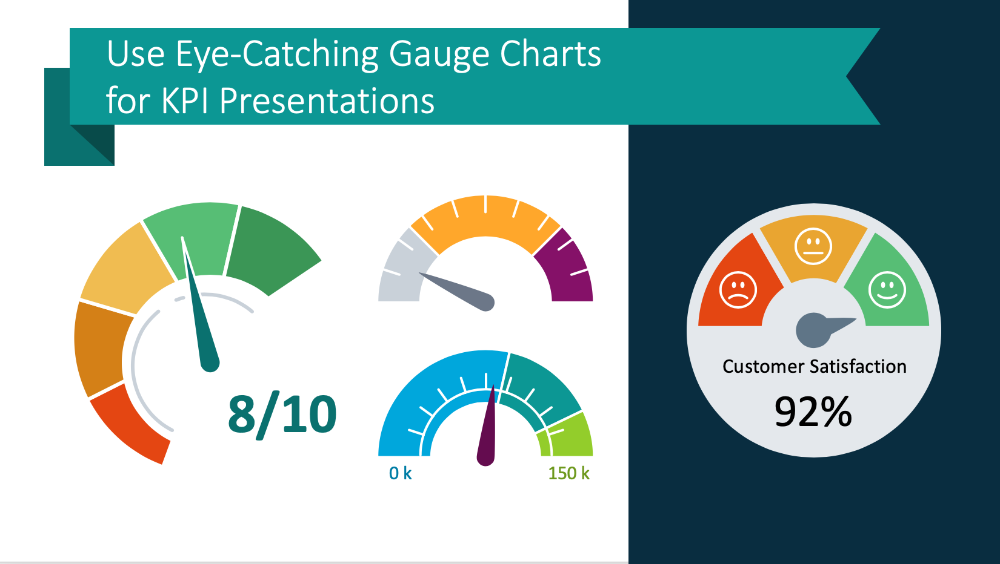 Use Eye-Catching Gauge Charts
for KPI Presentations
8/10
0 k
150 k
Customer Satisfaction
92%